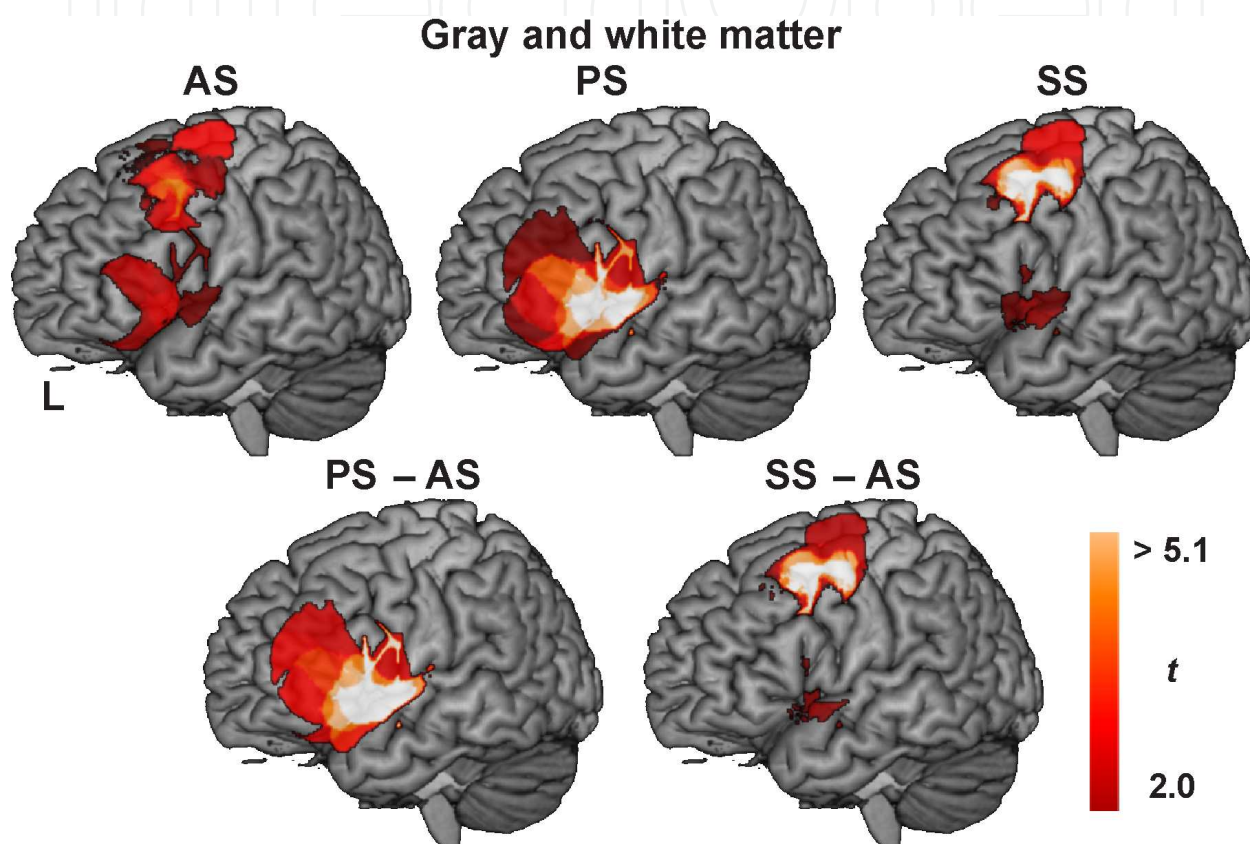 Gray and white matter
AS
PS
SS
L
PS – AS
SS – AS
> 5.1
t
2.0